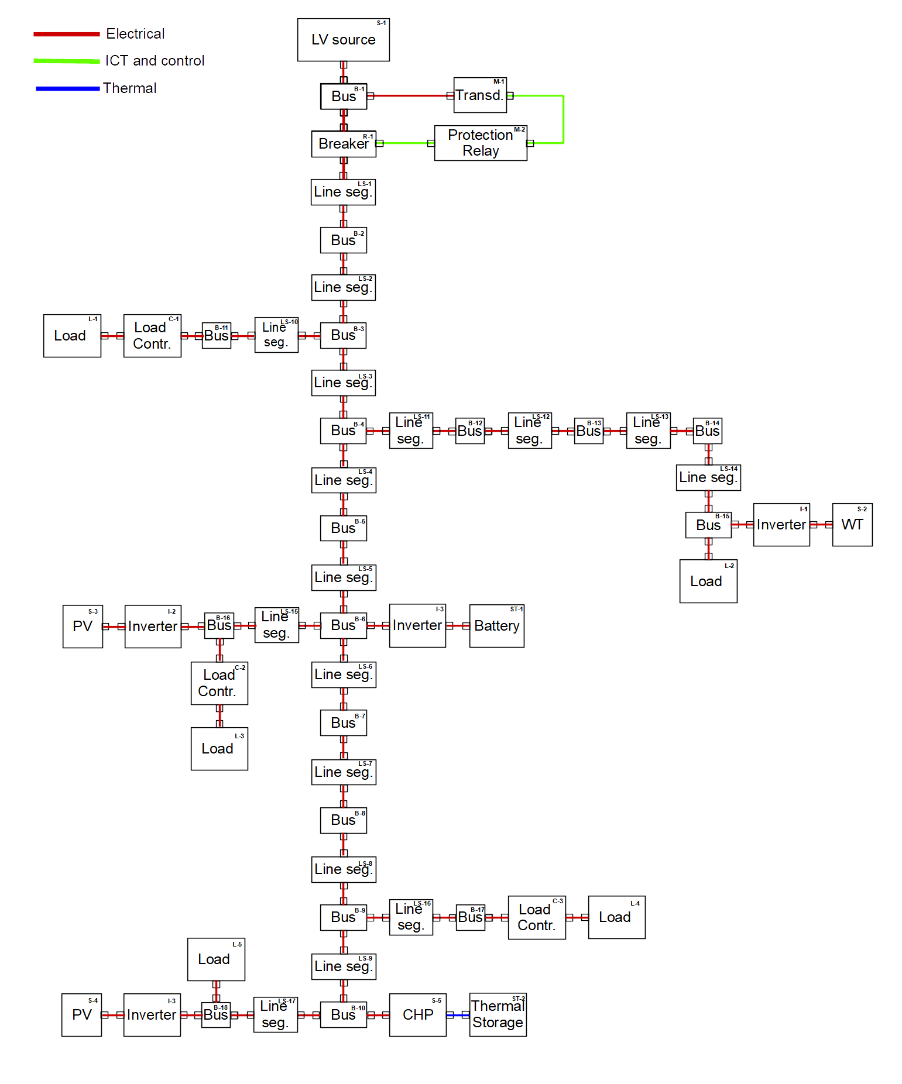 Electrical
ICT and control
Thermal
S-1
LV source
B-1
Bus
M-1
Transd.
R-1
Breaker
M-2
Protection
Relay
LS-1
Line seg.
B-2
Bus
LS-2
Line seg.
L-1
Load
C-1
Load
Contr.
B-11
Bus
LS-10
Line
seg.
B-3
Bus
LS-3
Line seg.
B-4
Bus
LS-11
Line
seg.
B-12
Bus
LS-12
Line
seg.
B-13
Bus
LS-13
Line
seg.
B-14
Bus
LS-4
Line seg.
LS-14
Line seg.
B-5
Bus
B-15
Bus
I-1
Inverter
S-2
WT
LS-5
Line seg.
L-2
Load
S-3
PV
I-2
Inverter
B-16
Bus
LS-15
Line
seg.
B-6
Bus
I-3
Inverter
ST-1
Battery
LS-6
Line seg.
C-2
Load
Contr.
B-7
Bus
L-3
Load
LS-7
Line seg.
B-8
Bus
LS-8
Line seg.
B-9
Bus
LS-16
Line
seg.
B-17
Bus
C-3
Load
Contr.
L-4
Load
L-5
Load
LS-9
Line seg.
S-4
PV
I-3
Inverter
B-18
Bus
LS-17
Line
seg.
B-10
Bus
S-5
CHP
ST-2
Thermal
Storage